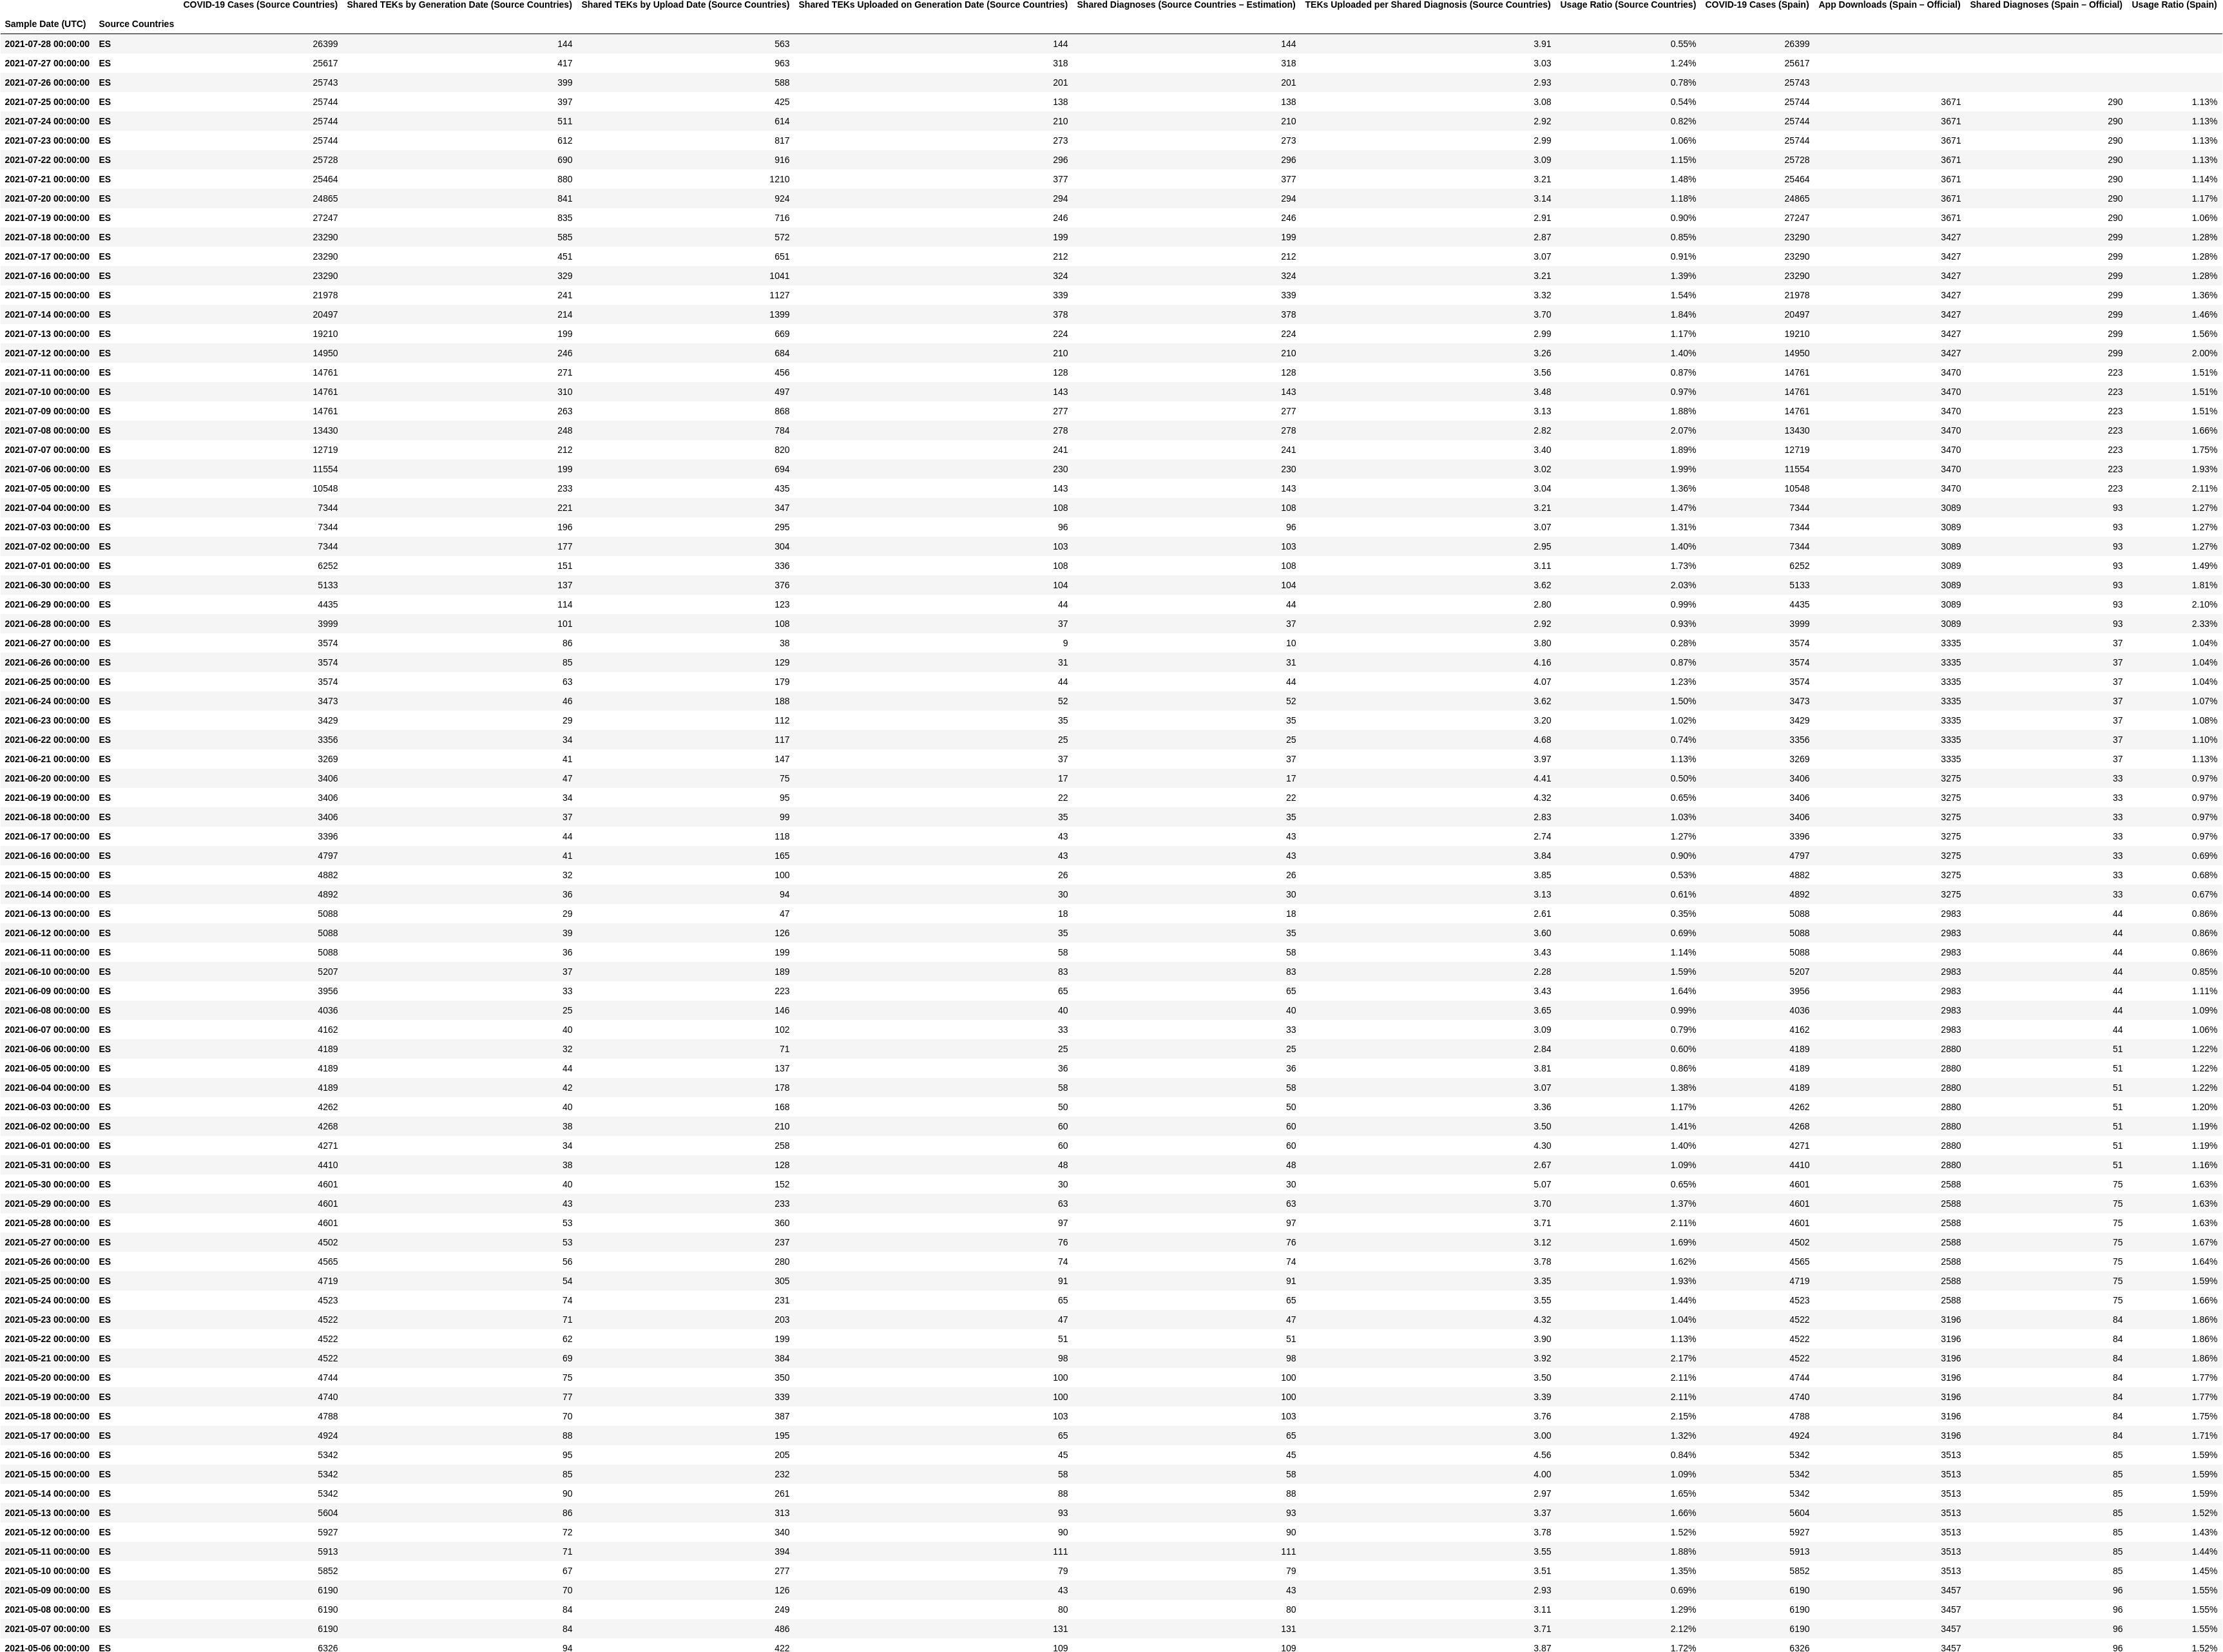 COVID-19 Cases (Source Countries) Shared TEKs by Generation Date (Source Countries) Shared TEKs by Upload Date (Source Countries) Shared TEKs Uploaded on Generation Date (Source Countries) Shared Diagnoses (Source Countries – Estimation) TEKs Uploaded per Shared Diagnosis (Source Countries) Usage Ratio (Source Countries) COVID-19 Cases (Spain) App Downloads (Spain – Official) Shared Diagnoses (Spain – Official) Usage Ratio (Spain)
Sample Date (UTC) Source Countries
2021-07-28 00:00:00 ES 26399 144 563 144 144 3.91 0.55% 26399
2021-07-27 00:00:00 ES 25617 417 963 318 318 3.03 1.24% 25617
2021-07-26 00:00:00 ES 25743 399 588 201 201 2.93 0.78% 25743
2021-07-25 00:00:00 ES 25744 397 425 138 138 3.08 0.54% 25744 3671 290 1.13%
2021-07-24 00:00:00 ES 25744 511 614 210 210 2.92 0.82% 25744 3671 290 1.13%
2021-07-23 00:00:00 ES 25744 612 817 273 273 2.99 1.06% 25744 3671 290 1.13%
2021-07-22 00:00:00 ES 25728 690 916 296 296 3.09 1.15% 25728 3671 290 1.13%
2021-07-21 00:00:00 ES 25464 880 1210 377 377 3.21 1.48% 25464 3671 290 1.14%
2021-07-20 00:00:00 ES 24865 841 924 294 294 3.14 1.18% 24865 3671 290 1.17%
2021-07-19 00:00:00 ES 27247 835 716 246 246 2.91 0.90% 27247 3671 290 1.06%
2021-07-18 00:00:00 ES 23290 585 572 199 199 2.87 0.85% 23290 3427 299 1.28%
2021-07-17 00:00:00 ES 23290 451 651 212 212 3.07 0.91% 23290 3427 299 1.28%
2021-07-16 00:00:00 ES 23290 329 1041 324 324 3.21 1.39% 23290 3427 299 1.28%
2021-07-15 00:00:00 ES 21978 241 1127 339 339 3.32 1.54% 21978 3427 299 1.36%
2021-07-14 00:00:00 ES 20497 214 1399 378 378 3.70 1.84% 20497 3427 299 1.46%
2021-07-13 00:00:00 ES 19210 199 669 224 224 2.99 1.17% 19210 3427 299 1.56%
2021-07-12 00:00:00 ES 14950 246 684 210 210 3.26 1.40% 14950 3427 299 2.00%
2021-07-11 00:00:00 ES 14761 271 456 128 128 3.56 0.87% 14761 3470 223 1.51%
2021-07-10 00:00:00 ES 14761 310 497 143 143 3.48 0.97% 14761 3470 223 1.51%
2021-07-09 00:00:00 ES 14761 263 868 277 277 3.13 1.88% 14761 3470 223 1.51%
2021-07-08 00:00:00 ES 13430 248 784 278 278 2.82 2.07% 13430 3470 223 1.66%
2021-07-07 00:00:00 ES 12719 212 820 241 241 3.40 1.89% 12719 3470 223 1.75%
2021-07-06 00:00:00 ES 11554 199 694 230 230 3.02 1.99% 11554 3470 223 1.93%
2021-07-05 00:00:00 ES 10548 233 435 143 143 3.04 1.36% 10548 3470 223 2.11%
2021-07-04 00:00:00 ES 7344 221 347 108 108 3.21 1.47% 7344 3089 93 1.27%
2021-07-03 00:00:00 ES 7344 196 295 96 96 3.07 1.31% 7344 3089 93 1.27%
2021-07-02 00:00:00 ES 7344 177 304 103 103 2.95 1.40% 7344 3089 93 1.27%
2021-07-01 00:00:00 ES 6252 151 336 108 108 3.11 1.73% 6252 3089 93 1.49%
2021-06-30 00:00:00 ES 5133 137 376 104 104 3.62 2.03% 5133 3089 93 1.81%
2021-06-29 00:00:00 ES 4435 114 123 44 44 2.80 0.99% 4435 3089 93 2.10%
2021-06-28 00:00:00 ES 3999 101 108 37 37 2.92 0.93% 3999 3089 93 2.33%
2021-06-27 00:00:00 ES 3574 86 38 9 10 3.80 0.28% 3574 3335 37 1.04%
2021-06-26 00:00:00 ES 3574 85 129 31 31 4.16 0.87% 3574 3335 37 1.04%
2021-06-25 00:00:00 ES 3574 63 179 44 44 4.07 1.23% 3574 3335 37 1.04%
2021-06-24 00:00:00 ES 3473 46 188 52 52 3.62 1.50% 3473 3335 37 1.07%
2021-06-23 00:00:00 ES 3429 29 112 35 35 3.20 1.02% 3429 3335 37 1.08%
2021-06-22 00:00:00 ES 3356 34 117 25 25 4.68 0.74% 3356 3335 37 1.10%
2021-06-21 00:00:00 ES 3269 41 147 37 37 3.97 1.13% 3269 3335 37 1.13%
2021-06-20 00:00:00 ES 3406 47 75 17 17 4.41 0.50% 3406 3275 33 0.97%
2021-06-19 00:00:00 ES 3406 34 95 22 22 4.32 0.65% 3406 3275 33 0.97%
2021-06-18 00:00:00 ES 3406 37 99 35 35 2.83 1.03% 3406 3275 33 0.97%
2021-06-17 00:00:00 ES 3396 44 118 43 43 2.74 1.27% 3396 3275 33 0.97%
2021-06-16 00:00:00 ES 4797 41 165 43 43 3.84 0.90% 4797 3275 33 0.69%
2021-06-15 00:00:00 ES 4882 32 100 26 26 3.85 0.53% 4882 3275 33 0.68%
2021-06-14 00:00:00 ES 4892 36 94 30 30 3.13 0.61% 4892 3275 33 0.67%
2021-06-13 00:00:00 ES 5088 29 47 18 18 2.61 0.35% 5088 2983 44 0.86%
2021-06-12 00:00:00 ES 5088 39 126 35 35 3.60 0.69% 5088 2983 44 0.86%
2021-06-11 00:00:00 ES 5088 36 199 58 58 3.43 1.14% 5088 2983 44 0.86%
2021-06-10 00:00:00 ES 5207 37 189 83 83 2.28 1.59% 5207 2983 44 0.85%
2021-06-09 00:00:00 ES 3956 33 223 65 65 3.43 1.64% 3956 2983 44 1.11%
2021-06-08 00:00:00 ES 4036 25 146 40 40 3.65 0.99% 4036 2983 44 1.09%
2021-06-07 00:00:00 ES 4162 40 102 33 33 3.09 0.79% 4162 2983 44 1.06%
2021-06-06 00:00:00 ES 4189 32 71 25 25 2.84 0.60% 4189 2880 51 1.22%
2021-06-05 00:00:00 ES 4189 44 137 36 36 3.81 0.86% 4189 2880 51 1.22%
2021-06-04 00:00:00 ES 4189 42 178 58 58 3.07 1.38% 4189 2880 51 1.22%
2021-06-03 00:00:00 ES 4262 40 168 50 50 3.36 1.17% 4262 2880 51 1.20%
2021-06-02 00:00:00 ES 4268 38 210 60 60 3.50 1.41% 4268 2880 51 1.19%
2021-06-01 00:00:00 ES 4271 34 258 60 60 4.30 1.40% 4271 2880 51 1.19%
2021-05-31 00:00:00 ES 4410 38 128 48 48 2.67 1.09% 4410 2880 51 1.16%
2021-05-30 00:00:00 ES 4601 40 152 30 30 5.07 0.65% 4601 2588 75 1.63%
2021-05-29 00:00:00 ES 4601 43 233 63 63 3.70 1.37% 4601 2588 75 1.63%
2021-05-28 00:00:00 ES 4601 53 360 97 97 3.71 2.11% 4601 2588 75 1.63%
2021-05-27 00:00:00 ES 4502 53 237 76 76 3.12 1.69% 4502 2588 75 1.67%
2021-05-26 00:00:00 ES 4565 56 280 74 74 3.78 1.62% 4565 2588 75 1.64%
2021-05-25 00:00:00 ES 4719 54 305 91 91 3.35 1.93% 4719 2588 75 1.59%
2021-05-24 00:00:00 ES 4523 74 231 65 65 3.55 1.44% 4523 2588 75 1.66%
2021-05-23 00:00:00 ES 4522 71 203 47 47 4.32 1.04% 4522 3196 84 1.86%
2021-05-22 00:00:00 ES 4522 62 199 51 51 3.90 1.13% 4522 3196 84 1.86%
2021-05-21 00:00:00 ES 4522 69 384 98 98 3.92 2.17% 4522 3196 84 1.86%
2021-05-20 00:00:00 ES 4744 75 350 100 100 3.50 2.11% 4744 3196 84 1.77%
2021-05-19 00:00:00 ES 4740 77 339 100 100 3.39 2.11% 4740 3196 84 1.77%
2021-05-18 00:00:00 ES 4788 70 387 103 103 3.76 2.15% 4788 3196 84 1.75%
2021-05-17 00:00:00 ES 4924 88 195 65 65 3.00 1.32% 4924 3196 84 1.71%
2021-05-16 00:00:00 ES 5342 95 205 45 45 4.56 0.84% 5342 3513 85 1.59%
2021-05-15 00:00:00 ES 5342 85 232 58 58 4.00 1.09% 5342 3513 85 1.59%
2021-05-14 00:00:00 ES 5342 90 261 88 88 2.97 1.65% 5342 3513 85 1.59%
2021-05-13 00:00:00 ES 5604 86 313 93 93 3.37 1.66% 5604 3513 85 1.52%
2021-05-12 00:00:00 ES 5927 72 340 90 90 3.78 1.52% 5927 3513 85 1.43%
2021-05-11 00:00:00 ES 5913 71 394 111 111 3.55 1.88% 5913 3513 85 1.44%
2021-05-10 00:00:00 ES 5852 67 277 79 79 3.51 1.35% 5852 3513 85 1.45%
2021-05-09 00:00:00 ES 6190 70 126 43 43 2.93 0.69% 6190 3457 96 1.55%
2021-05-08 00:00:00 ES 6190 84 249 80 80 3.11 1.29% 6190 3457 96 1.55%
2021-05-07 00:00:00 ES 6190 84 486 131 131 3.71 2.12% 6190 3457 96 1.55%
2021-05-06 00:00:00 ES 6326 94 422 109 109 3.87 1.72% 6326 3457 96 1.52%